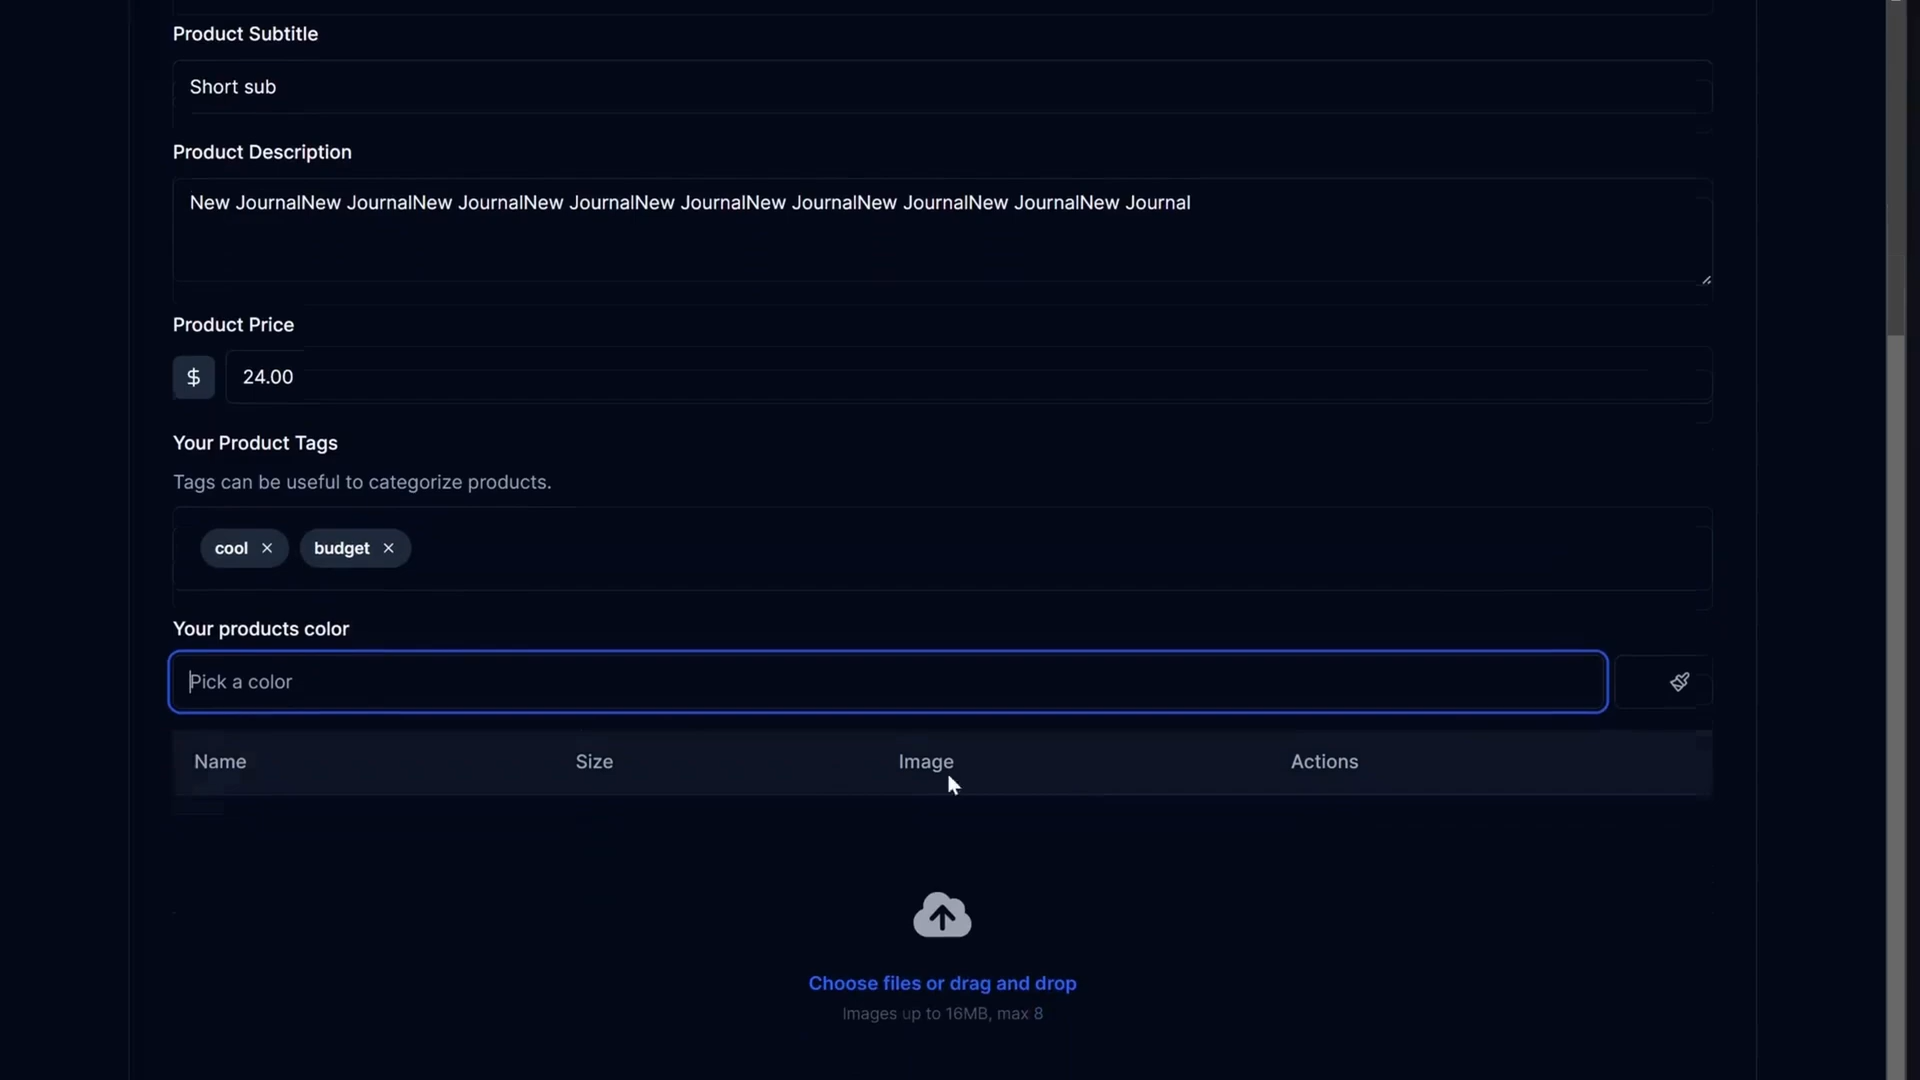 Product Subtitle
Short sub
Product Description
New JournalNew JournalNew JournalNew JournalNew JournalNew JournalNew JournalNew JournalNew Journal
Product Price
$ 24.00
Your Product Tags
Tags can be useful to categorize products.
cool × budget ×
Your products color
Pick a color
Name Size Image Actions
Choose files or drag and drop
Images up to 16MB, max 8